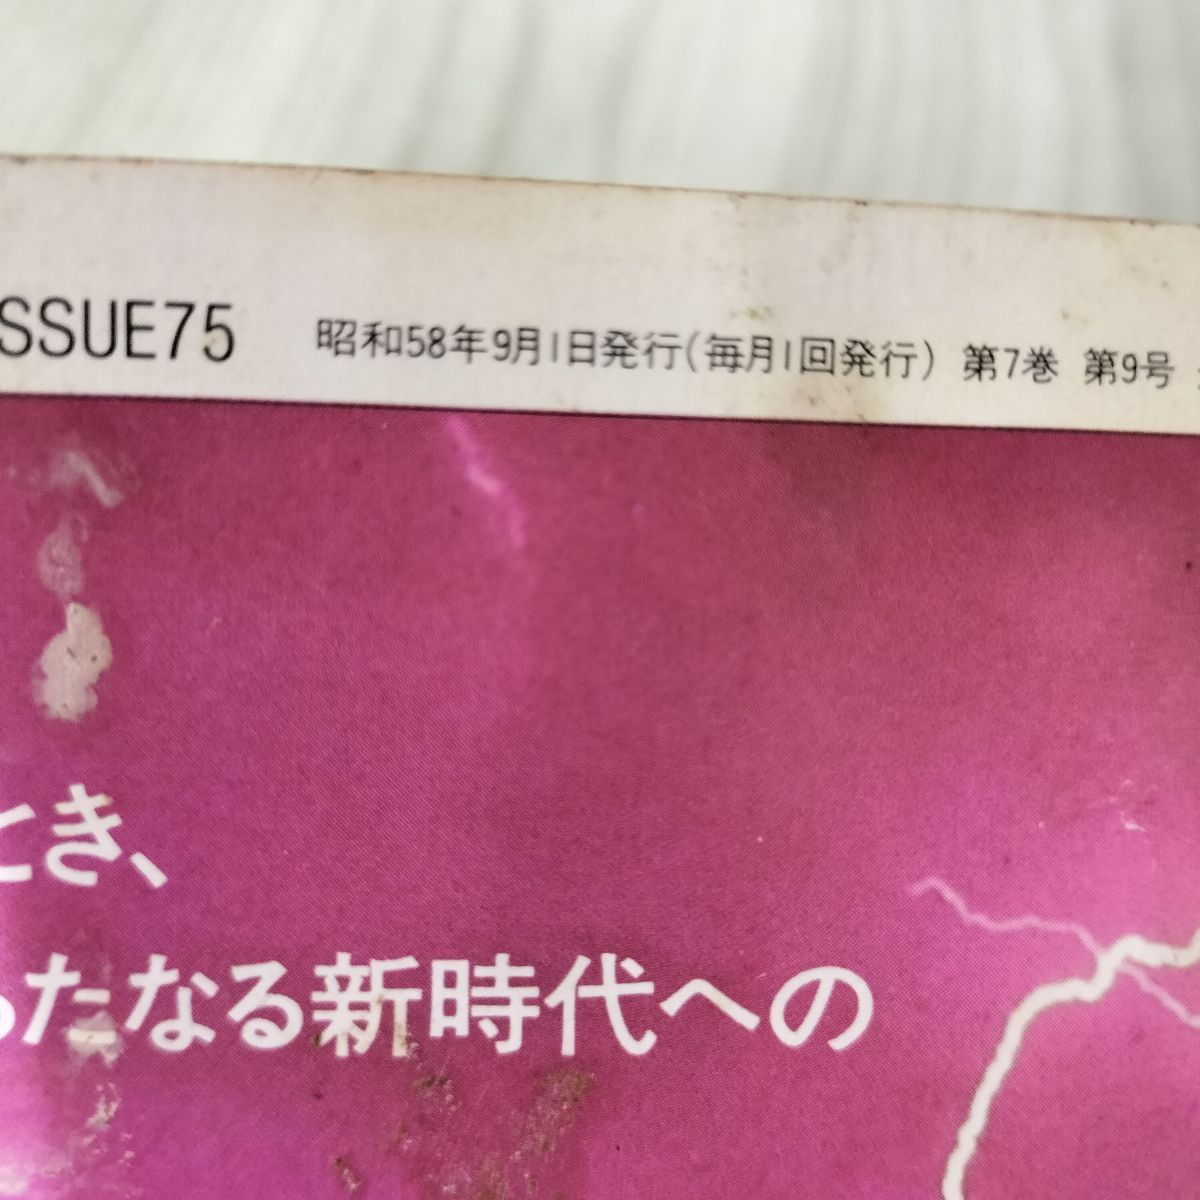 SSUE75 昭和58年9月1日発行(毎月1回発行) 第7巻 第9号
とき、
らたなる新時代への